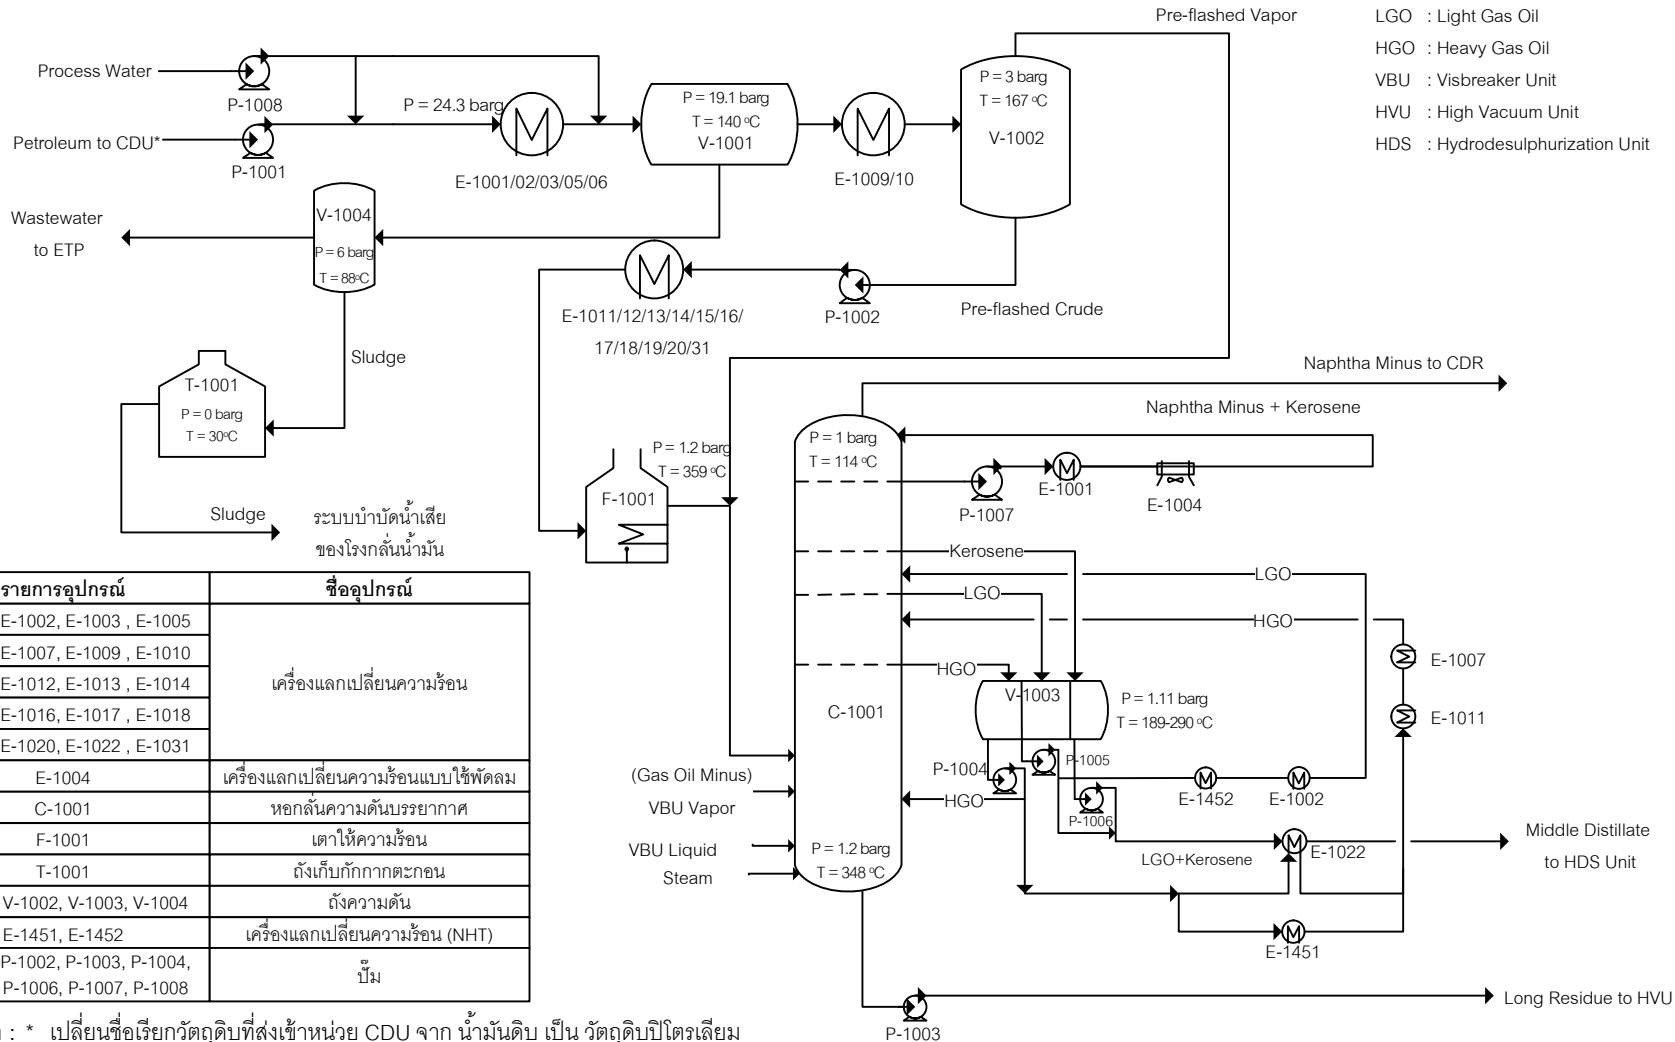 Pre-flashed Vapor
LGO : Light Gas Oil
HGO : Heavy Gas Oil
VBU : Visbreaker Unit
HVU : High Vacuum Unit
HDS : Hydrodesulphurization Unit
Process Water
P-1008
P = 24.3 barg
Petroleum to CDU*
P-1001
E-1001/02/03/05/06
P = 19.1 barg
T = 140 ºC
V-1001
E-1009/10
P = 3 barg
T = 167 ºC
V-1002
Wastewater
to ETP
V-1004
P = 6 barg
T = 88ºC
E-1011/12/13/14/15/16/
17/18/19/20/31
P-1002
Pre-flashed Crude
Sludge
T-1001
P = 0 barg
T = 30ºC
Sludge
ระบบบำบัดน้ำเสีย
ของโรงกลั่นน้ำมัน
P = 1.2 barg
T = 359 ºC
F-1001
Naphtha Minus to CDR
Naphtha Minus + Kerosene
P = 1 barg
T = 114 ºC
P-1007
E-1001
E-1004
Kerosene
LGO
LGO
HGO
HGO
E-1007
V-1003
P = 1.11 barg
T = 189-290 ºC
C-1001
E-1011
(Gas Oil Minus)
VBU Vapor
P-1004
P-1005
E-1452
E-1002
HGO
P-1006
VBU Liquid
Steam
P = 1.2 barg
T = 348 ºC
LGO+Kerosene
E-1022
Middle Distillate
to HDS Unit
E-1451
Long Residue to HVU
P-1003
รายการอุปกรณ์ ชื่ออุปกรณ์
E-1002, E-1003 , E-1005
E-1007, E-1009 , E-1010
E-1012, E-1013 , E-1014
E-1016, E-1017 , E-1018
E-1020, E-1022 , E-1031
เครื่องแลกเปลี่ยนความร้อน
E-1004 เครื่องแลกเปลี่ยนความร้อนแบบใช้พัดลม
C-1001 หอกลั่นความดันบรรยากาศ
F-1001 เตาให้ความร้อน
T-1001 ถังเก็บกักกากตะกอน
V-1002, V-1003, V-1004 ถังความดัน
E-1451, E-1452 เครื่องแลกเปลี่ยนความร้อน (NHT)
P-1002, P-1003, P-1004,
P-1006, P-1007, P-1008
ปั๊ม
: * เปลี่ยนชื่อเรียกวัตถุดิบที่ส่งเข้าหน่วย CDU จาก น้ำมันดิบ เป็น วัตถุดิบปิโตรเลียม